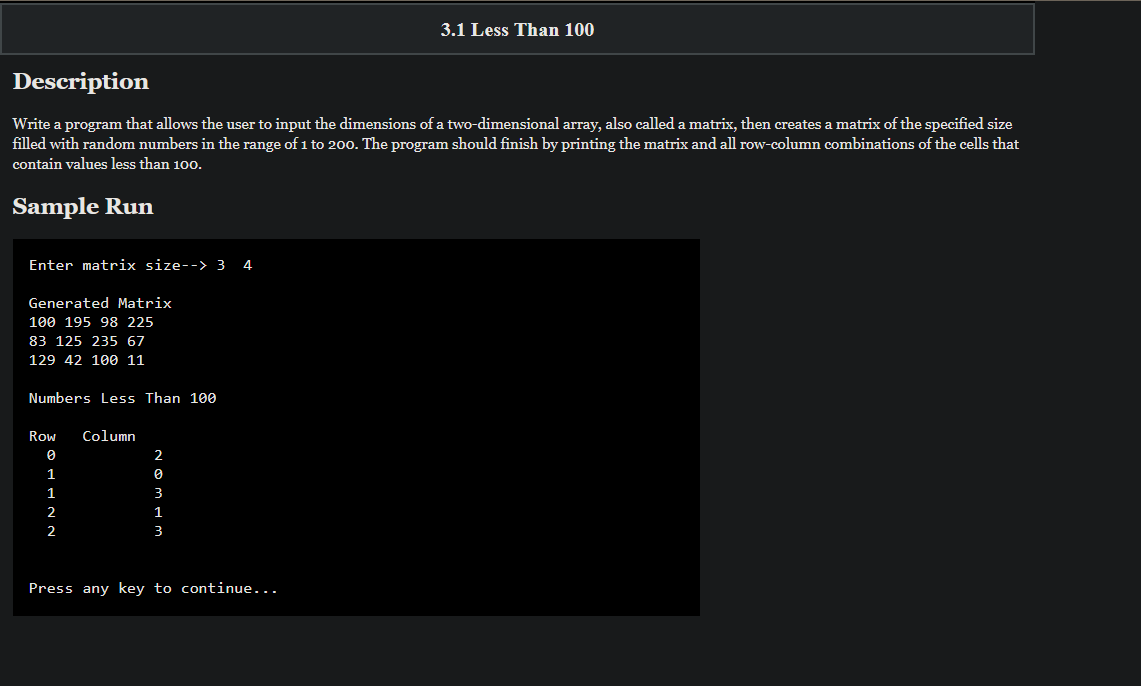 3.1 Less Than 100
Description
Write a program that allows the user to input the dimensions of a two-dimensional array, also called a matrix, then creates a matrix of the specified size
filled with random numbers in the range of 1 to 200. The program should finish by printing the matrix and all row-column combinations of the cells that
contain values less than 100.
Sample Run
Enter matrix size--> 3  4
Generated Matrix
100 195 98 225
83 125 235 67
129 42 100 11
Numbers Less Than 100
Row   Column
0           2
1           0
1           3
2           1
2           3
Press any key to continue...